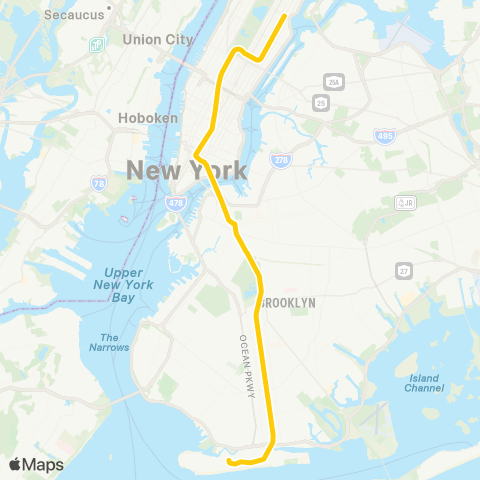 Secaucus
Union City
Hoboken
25A
25
495
278
New York
78
478
JR
Upper
New York
Bay
27
BROOKLYN
The
Narrows
OCEAN PKWY
Island
Channel
Maps